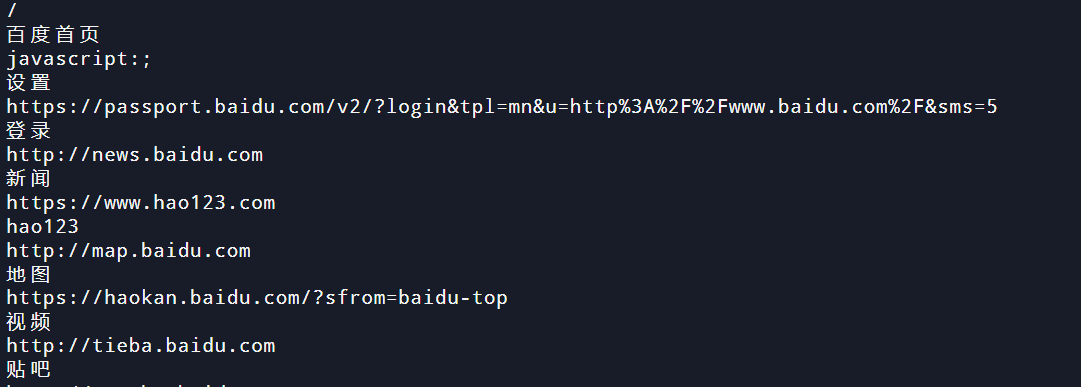 /
百度首页
javascript:;
设置
https://passport.baidu.com/v2/?login&tpl=mn&u=http%3A%2F%2Fwww.baidu.com%2F&sms=5
登录
http://news.baidu.com
新闻
https://www.hao123.com
hao123
http://map.baidu.com
地图
https://haokan.baidu.com/?sfrom=baidu-top
视频
http://tieba.baidu.com
贴吧